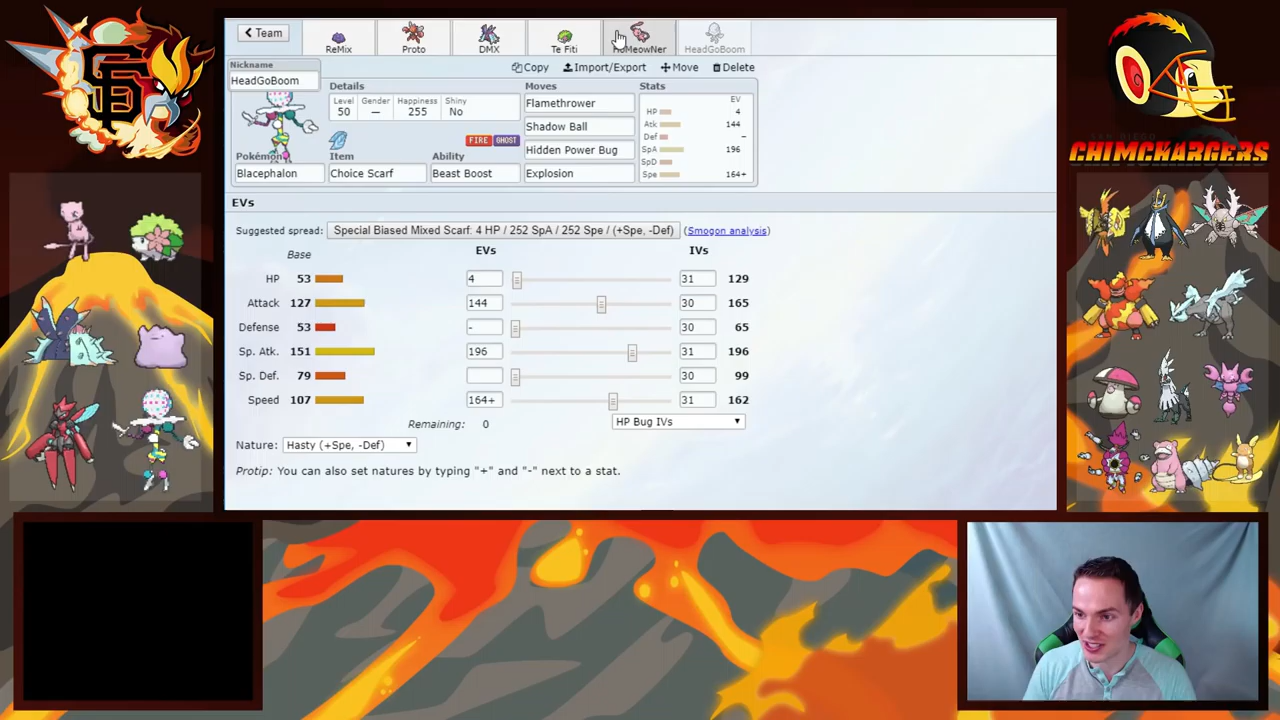 Team
ReMix
Proto
DMX
Te Fiti
HeadGoBoom
Nickname
HeadGoBoom
Copy
Import/Export
Move
Delete
Details
Level
50
Gender
—
Happiness
255
Shiny
No
FIRE
GHOST
Pokémon
Blacephalon
Item
Choice Scarf
Ability
Beast Boost
Moves
Flamethrower
Shadow Ball
Hidden Power Bug
Explosion
Stats
EV
HP 4
Atk 144
Def –
SpA 196
SpD
Spe 164+
EVs
Suggested spread: Special Biased Mixed Scarf: 4 HP / 252 SpA / 252 Spe / (+Spe, -Def) (Smogon analysis)
Base EVs IVs
HP 53 4 31 129
Attack 127 144 30 165
Defense 53 - 30 65
Sp. Atk. 151 196 31 196
Sp. Def. 79 30 99
Speed 107 164+ 31 162
Remaining: 0
HP Bug IVs
Nature: Hasty (+Spe, -Def)
Protip: You can also set natures by typing "+" and "-" next to a stat.
SF
CHIMCHARGERS